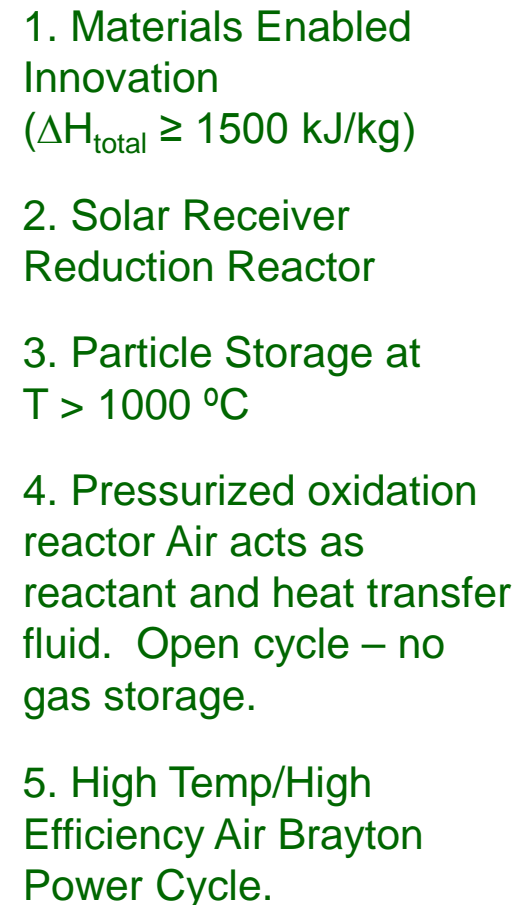 1. Materials Enabled
Innovation
(∆Htotal ≥ 1500 kJ/kg)
2. Solar Receiver
Reduction Reactor
3. Particle Storage at
T > 1000 ºC
4. Pressurized oxidation
reactor Air acts as
reactant and heat transfer
fluid.  Open cycle – no
gas storage.
5. High Temp/High
Efficiency Air Brayton
Power Cycle.